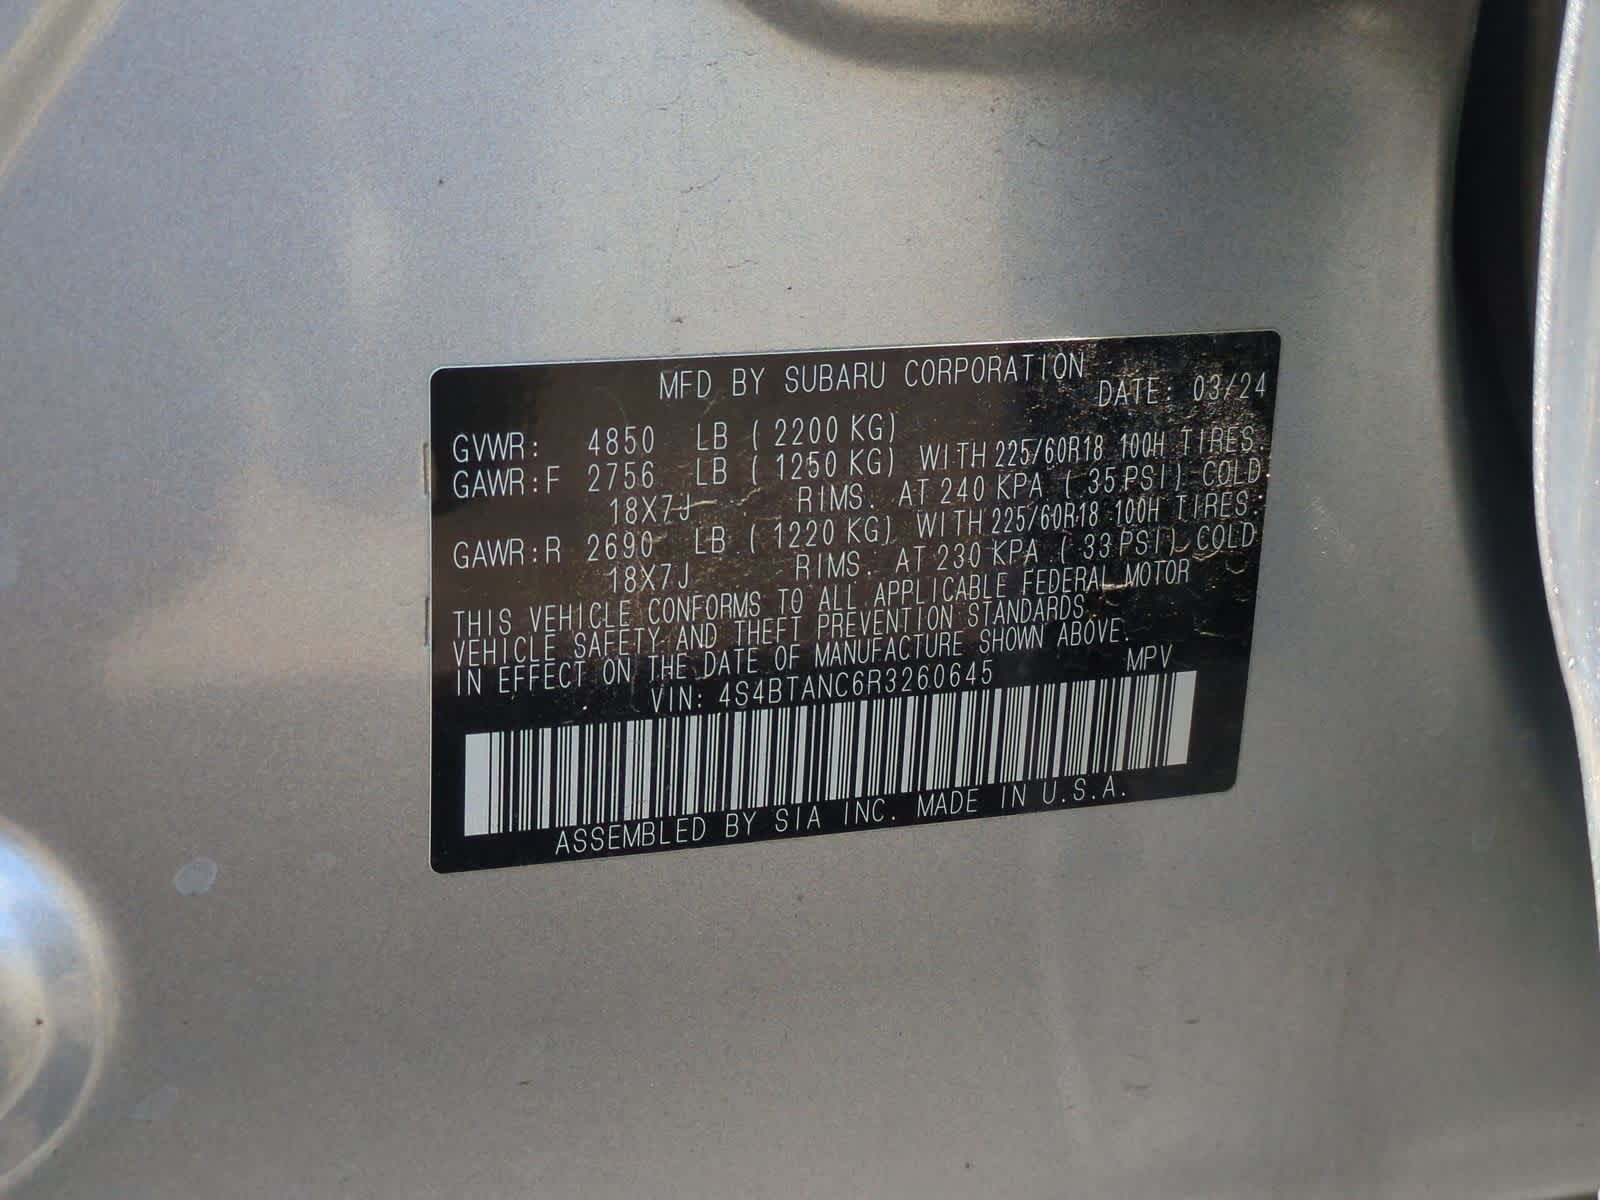 MFD BY SUBARU CORPORATION
DATE: 03/24
GVWR: 4850 LB ( 2200 KG)
GAWR:F 2756 LB ( 1250 KG) WITH 225/60R18 100H TIRES.
18X7J RIMS. AT 240 KPA ( 35 PSI) COLD
GAWR:R 2690 LB ( 1220 KG) WITH 225/60R18 100H TIRES.
18X7J RIMS. AT 230 KPA ( 33 PSI) COLD
THIS VEHICLE CONFORMS TO ALL APPLICABLE FEDERAL MOTOR
VEHICLE SAFETY AND THEFT PREVENTION STANDARDS
IN EFFECT ON THE DATE OF MANUFACTURE SHOWN ABOVE.
VIN: 4S4BTANC6R3260645 MPV
ASSEMBLED BY SIA INC. MADE IN U.S.A.